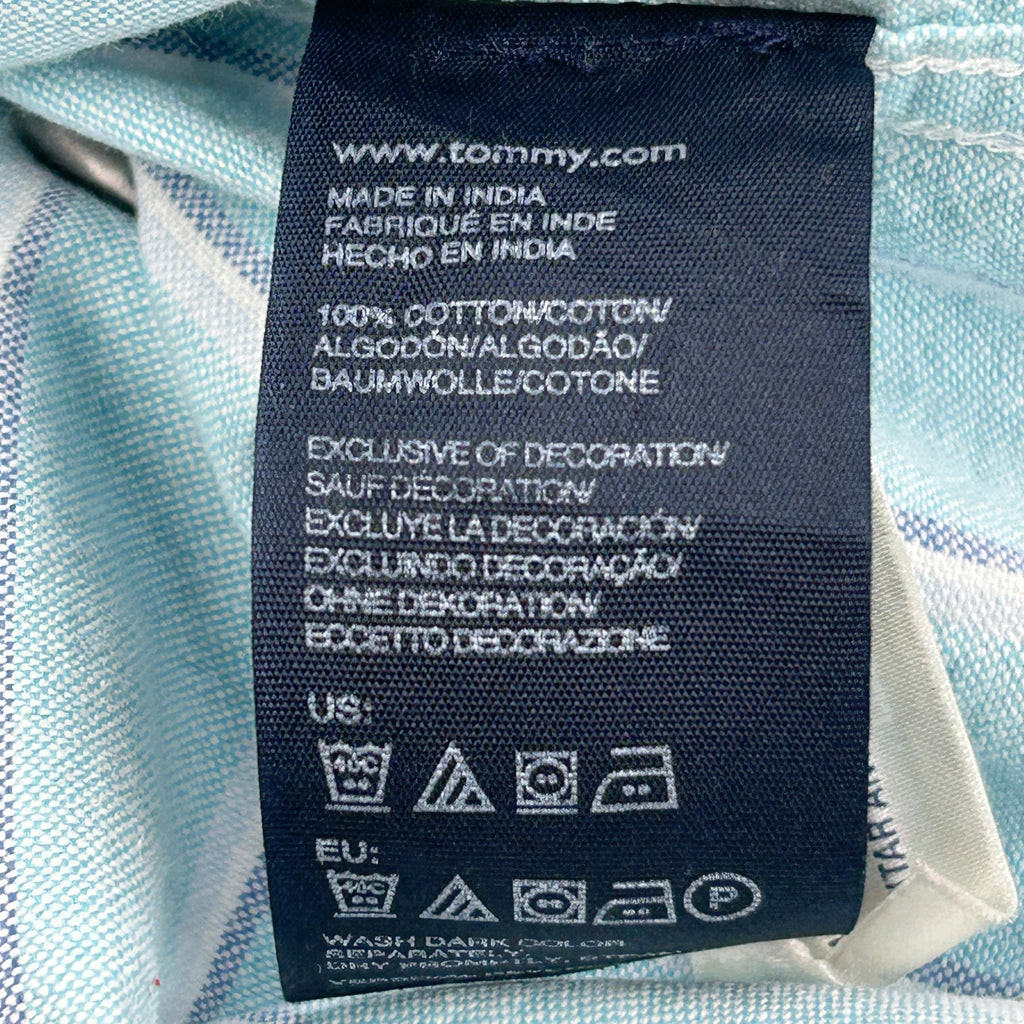 www.tommy.com
MADE IN INDIA
FABRIQUÉ EN INDE
HECHO EN INDIA
100% COTTON/COTON/
ALGODÓN/ALGODÃO/
BAUMWOLLE/COTONE
EXCLUSIVE OF DECORATION/
SAUF DÉCORATION/
EXCLUYE LA DECORACIÓN/
EXCLUINDO DECORAÇÃO/
OHNE DEKORATION/
ECCETTO DECORAZIONE
US:
EU:
P
WASH DARK COLOR
SEPARATELY.
DRY PROMPTLY.